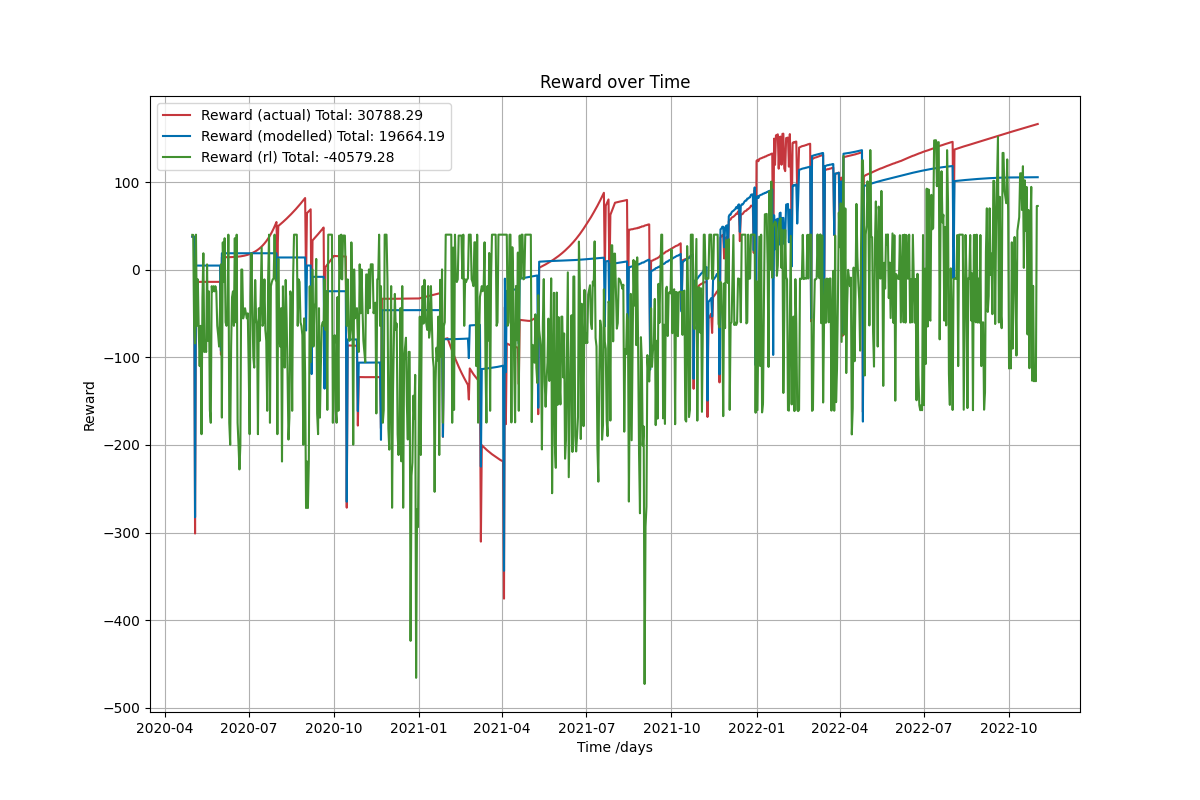 Reward over Time
Reward (actual) Total: 30788.29
Reward (modelled) Total: 19664.19
Reward (rl) Total: -40579.28
Reward
100
0
−100
−200
−300
−400
−500
2020-04 2020-07 2020-10 2021-01 2021-04 2021-07 2021-10 2022-01 2022-04 2022-07 2022-10
Time /days